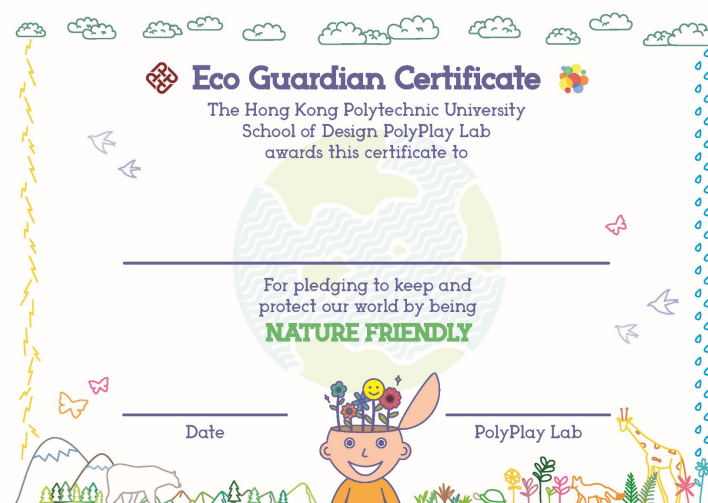 Eco Guardian Certificate
The Hong Kong Polytechnic University
School of Design PolyPlay Lab
awards this certificate to
For pledging to keep and
protect our world by being
NATURE FRIENDLY
Date
PolyPlay Lab